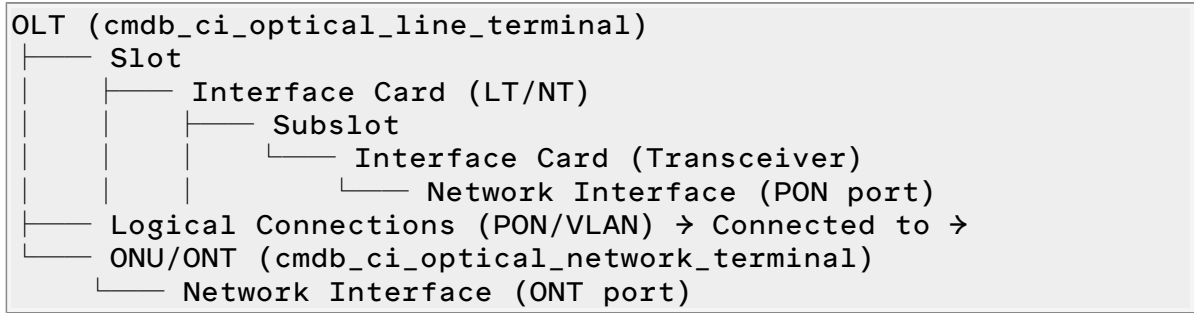 OLT (cmdb_ci_optical_line_terminal)
├── Slot
│   ├── Interface Card (LT/NT)
│   │   ├── Subslot
│   │   │   └── Interface Card (Transceiver)
│   │   │       └── Network Interface (PON port)
├── Logical Connections (PON/VLAN) → Connected to →
└── ONU/ONT (cmdb_ci_optical_network_terminal)
    └── Network Interface (ONT port)